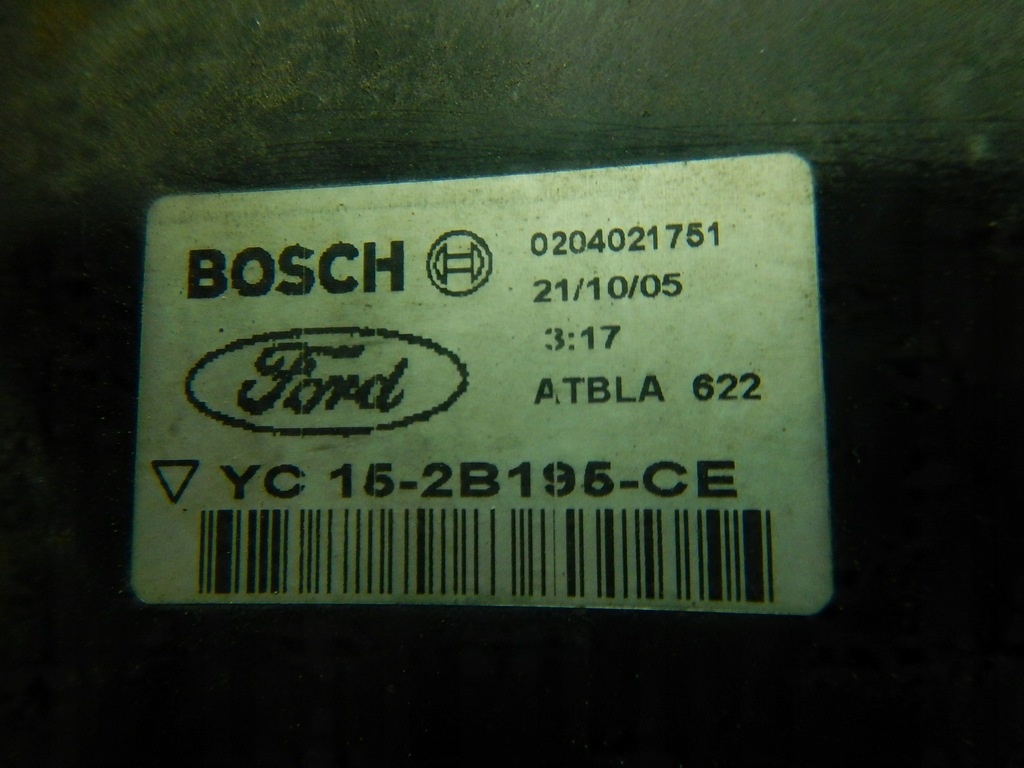 BOSCH
0204021751
21/10/05
3:17
Ford
ATBLA 622
YC 15-2B195-CE